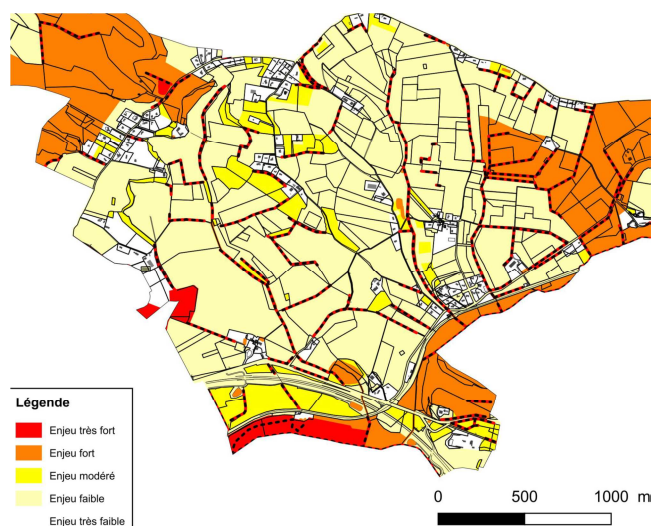 Légende
Enjeu très fort
Enjeu fort
Enjeu modéré
Enjeu faible
Enjeu très faible
0 500 1000 m